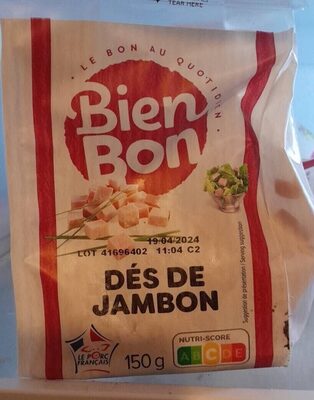 TEAR HERE
• LE BON AU QUOTIDIEN •
Bien
Bon
19-04-2024
LOT 41696402 11:04 C2
DÉS DE
JAMBON
Suggestion de présentation / Serving suggestion
LE PORC
FRANÇAIS
150g
NUTRI-SCORE
A B C D E